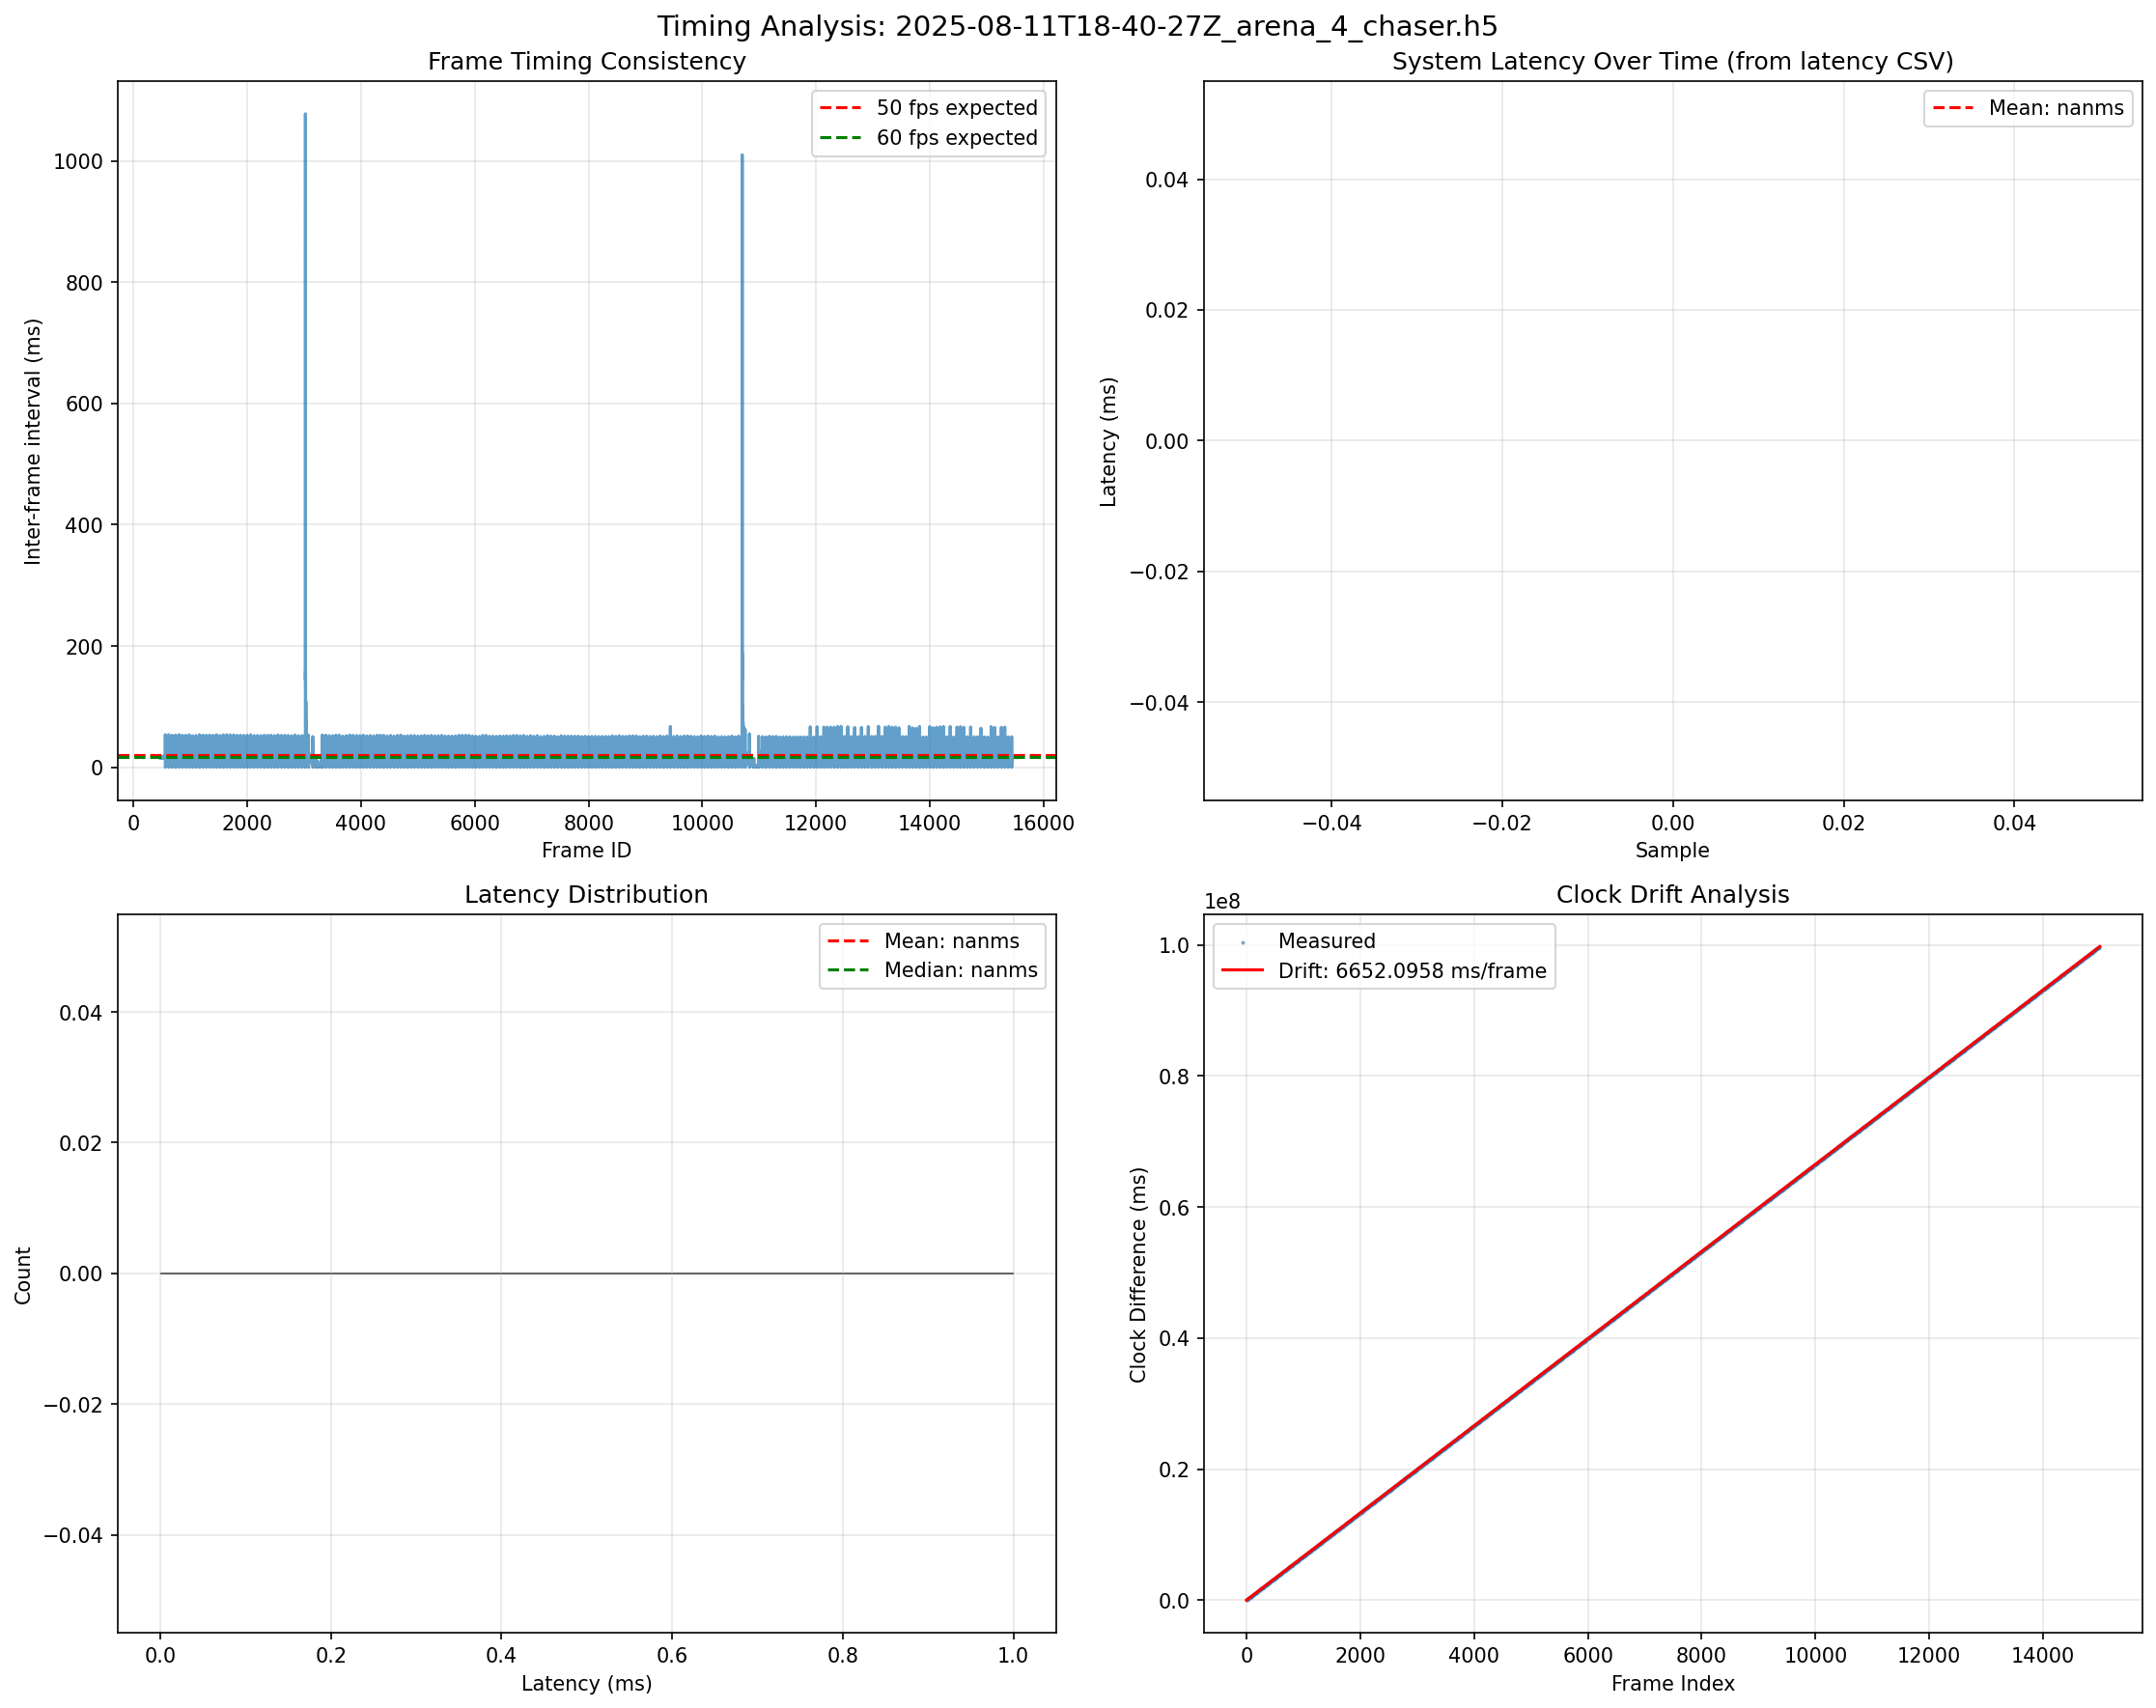 Timing Analysis: 2025-08-11T18-40-27Z_arena_4_chaser.h5
Frame Timing Consistency
50 fps expected
60 fps expected
Inter-frame interval (ms)
1000
800
600
400
200
0
0 2000 4000 6000 8000 10000 12000 14000 16000
Frame ID
System Latency Over Time (from latency CSV)
Mean: nanms
Latency (ms)
0.04
0.02
0.00
−0.02
−0.04
−0.04 −0.02 0.00 0.02 0.04
Sample
Latency Distribution
Mean: nanms
Median: nanms
Count
0.04
0.02
0.00
−0.02
−0.04
0.0 0.2 0.4 0.6 0.8 1.0
Latency (ms)
Clock Drift Analysis
1e8
Measured
Drift: 6652.0958 ms/frame
Clock Difference (ms)
1.0
0.8
0.6
0.4
0.2
0.0
0 2000 4000 6000 8000 10000 12000 14000
Frame Index